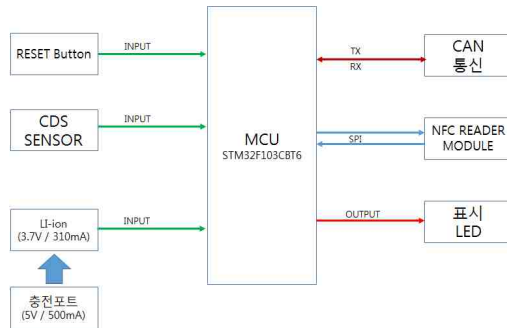 RESET Button
INPUT
CDS
SENSOR
INPUT
LI-ion
(3.7V / 310mA)
INPUT
충전포트
(5V / 500mA)
MCU
STM32F103CBT6
TX
RX
CAN
통신
SPI
NFC READER
MODULE
OUTPUT
표시
LED